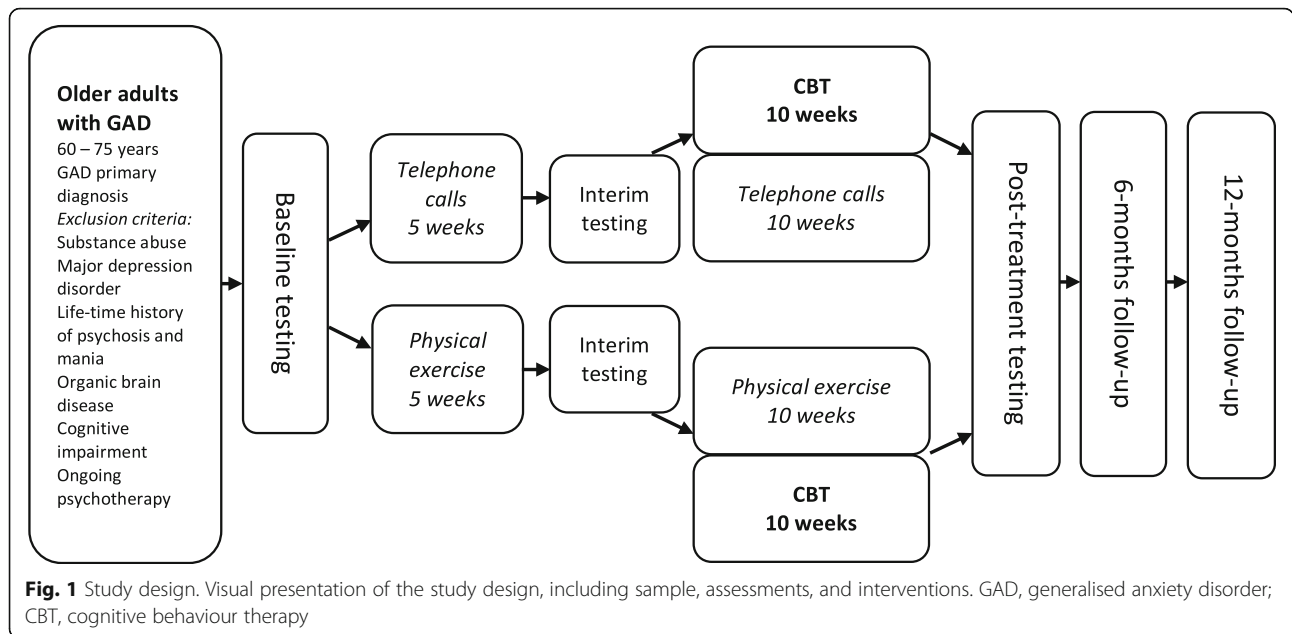 Older adults
with GAD
60 – 75 years
GAD primary
diagnosis
Exclusion criteria:
Substance abuse
Major depression
disorder
Life-time history
of psychosis and
mania
Organic brain
disease
Cognitive
impairment
Ongoing
psychotherapy
Baseline testing
Telephone
calls
5 weeks
Interim
testing
CBT
10 weeks
Telephone calls
10 weeks
Physical
exercise
5 weeks
Interim
testing
Physical exercise
10 weeks
CBT
10 weeks
Post-treatment testing
6-months follow-up
12-months follow-up
Fig. 1 Study design. Visual presentation of the study design, including sample, assessments, and interventions. GAD, generalised anxiety disorder;
CBT, cognitive behaviour therapy